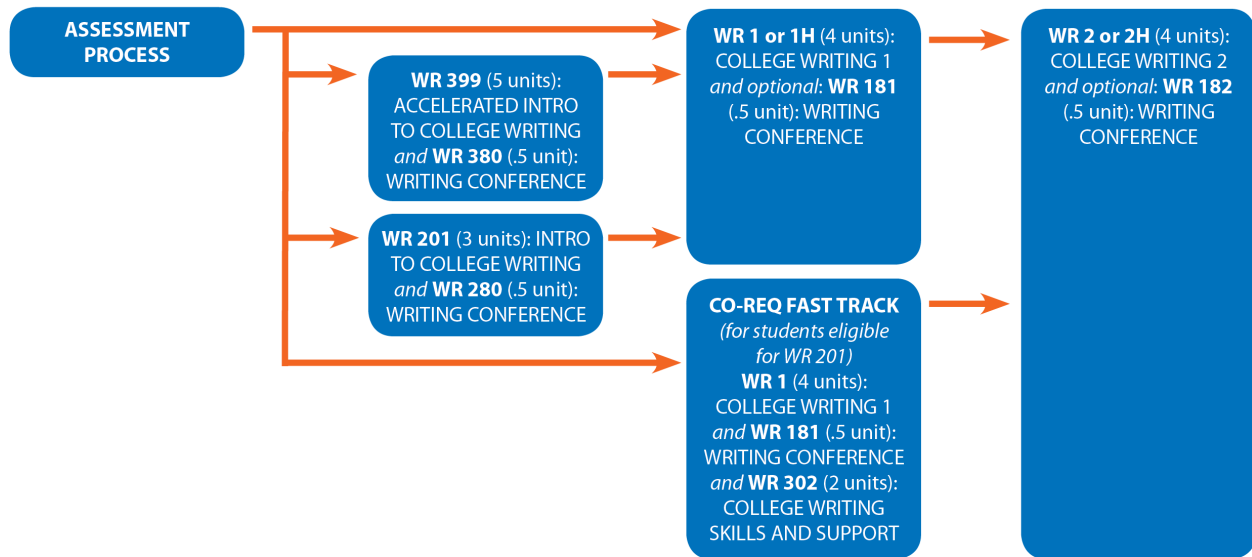 ASSESSMENT
PROCESS
WR 399 (5 units):
ACCELERATED INTRO
TO COLLEGE WRITING
and WR 380 (.5 unit):
WRITING CONFERENCE
WR 201 (3 units): INTRO
TO COLLEGE WRITING
and WR 280 (.5 unit):
WRITING CONFERENCE
WR 1 or 1H (4 units):
COLLEGE WRITING 1
and optional: WR 181
(.5 unit): WRITING
CONFERENCE
CO-REQ FAST TRACK
(for students eligible
for WR 201)
WR 1 (4 units):
COLLEGE WRITING 1
and WR 181 (.5 unit):
WRITING CONFERENCE
and WR 302 (2 units):
COLLEGE WRITING
SKILLS AND SUPPORT
WR 2 or 2H (4 units):
COLLEGE WRITING 2
and optional: WR 182
(.5 unit): WRITING
CONFERENCE